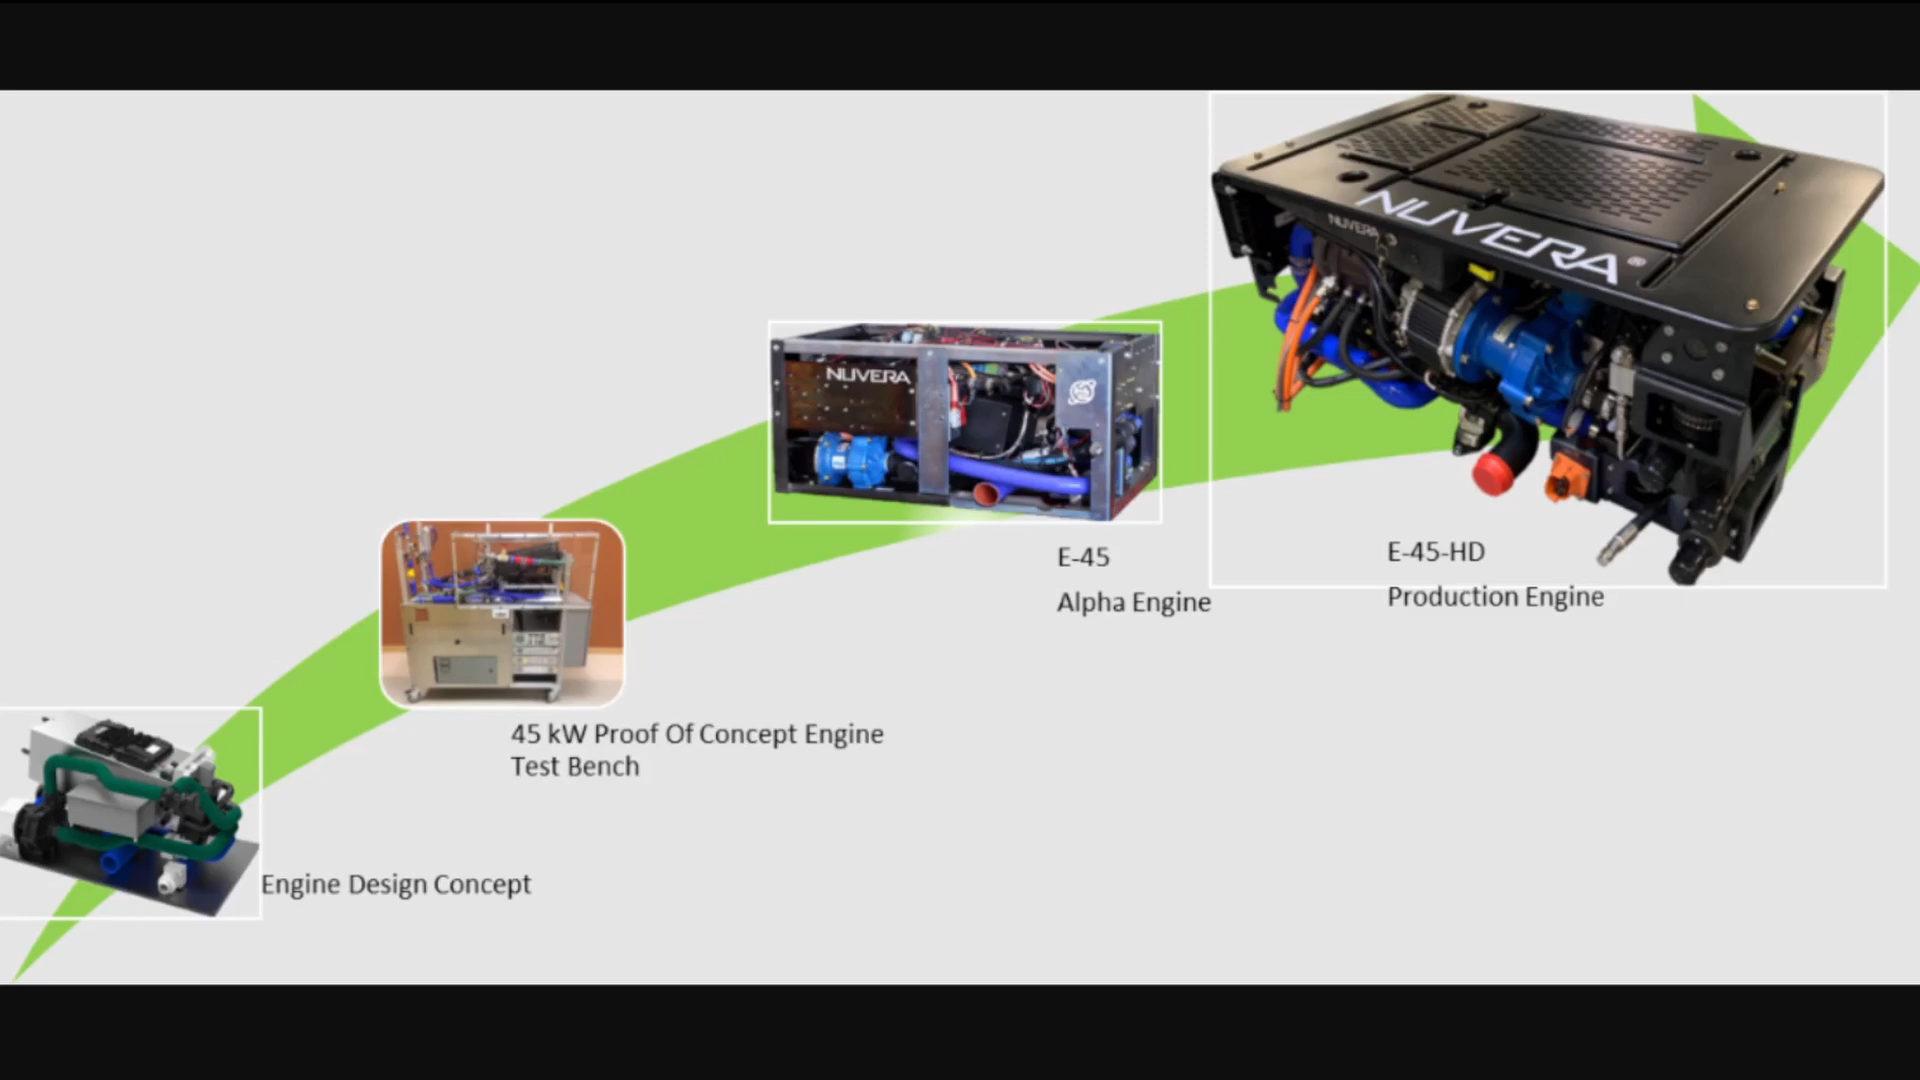 NUVERA
NUVERA®
NUVERA
E-45
Alpha Engine
E-45-HD
Production Engine
45 kW Proof Of Concept Engine
Test Bench
Engine Design Concept